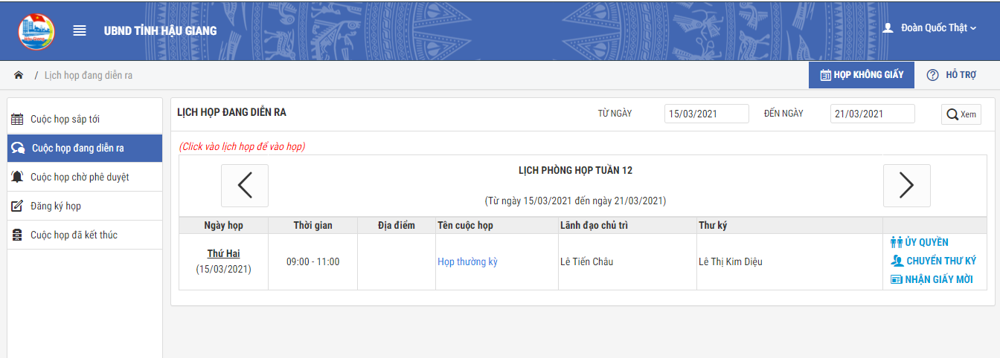 UBND TỈNH HẬU GIANG
Đoàn Quốc Thật
/ Lịch họp đang diễn ra
HỌP KHÔNG GIẤY
HỖ TRỢ
Cuộc họp sắp tới
Cuộc họp đang diễn ra
Cuộc họp chờ phê duyệt
Đăng ký họp
Cuộc họp đã kết thúc
LỊCH HỌP ĐANG DIỄN RA
TỪ NGÀY 15/03/2021 ĐẾN NGÀY 21/03/2021 Xem
(Click vào lịch họp để vào họp)
LỊCH PHÒNG HỌP TUẦN 12
(Từ ngày 15/03/2021 đến ngày 21/03/2021)
Ngày họp Thời gian Địa điểm Tên cuộc họp Lãnh đạo chủ trì Thư ký
Thứ Hai
(15/03/2021)
09:00 - 11:00
Họp thường kỳ
Lê Tiến Châu
Lê Thị Kim Diệu
ỦY QUYỀN
CHUYỂN THƯ KÝ
NHẬN GIẤY MỜI